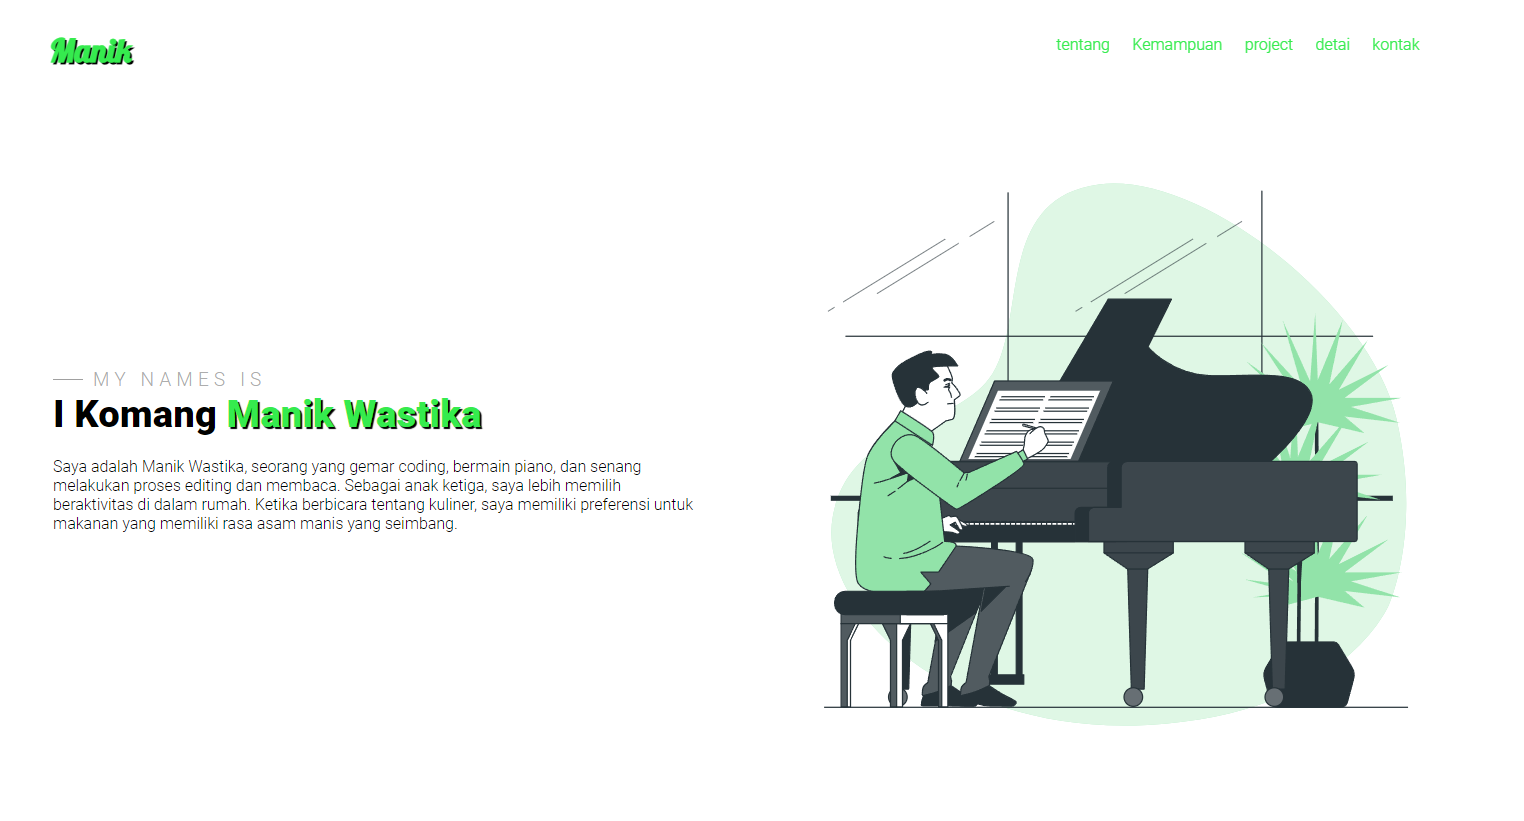 Manik
tentang Kemampuan project detai kontak
MY NAMES IS
I Komang Manik Wastika
Saya adalah Manik Wastika, seorang yang gemar coding, bermain piano, dan senang
melakukan proses editing dan membaca. Sebagai anak ketiga, saya lebih memilih
beraktivitas di dalam rumah. Ketika berbicara tentang kuliner, saya memiliki preferensi untuk
makanan yang memiliki rasa asam manis yang seimbang.